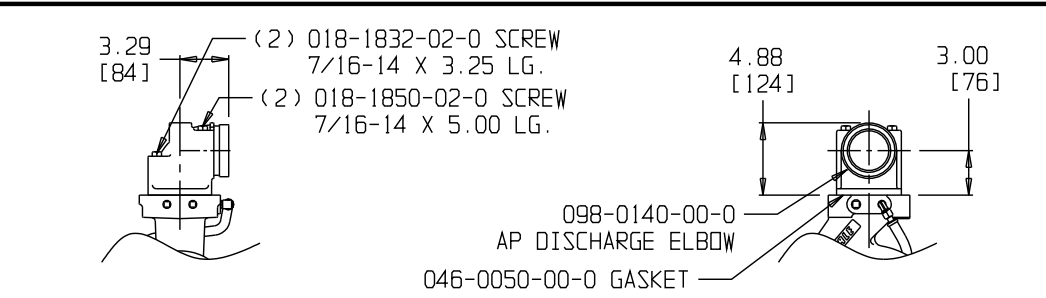 3.29
[84]
(2) 018-1832-02-0 SCREW
7/16-14 X 3.25 LG.
(2) 018-1850-02-0 SCREW
7/16-14 X 5.00 LG.
4.88
[124]
3.00
[76]
098-0140-00-0
AP DISCHARGE ELBOW
046-0050-00-0 GASKET